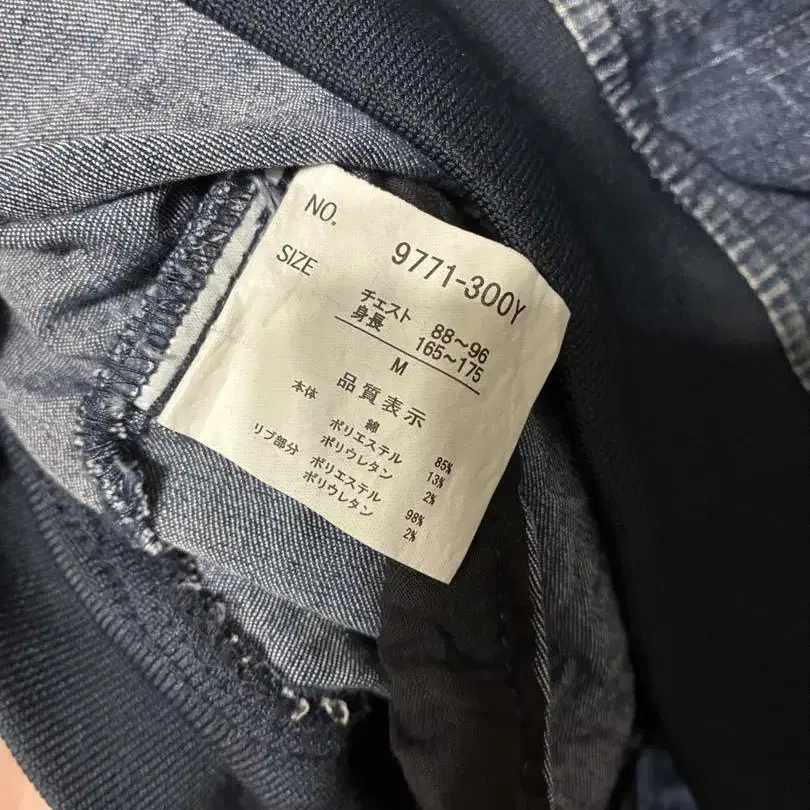 NO. 9771-300Y
SIZE
チェスト 88~96
身長 165~175
M
品質表示
本体 綿 85%
ポリエステル 13%
ポリウレタン 2%
リブ部分 ポリエステル 98%
ポリウレタン 2%